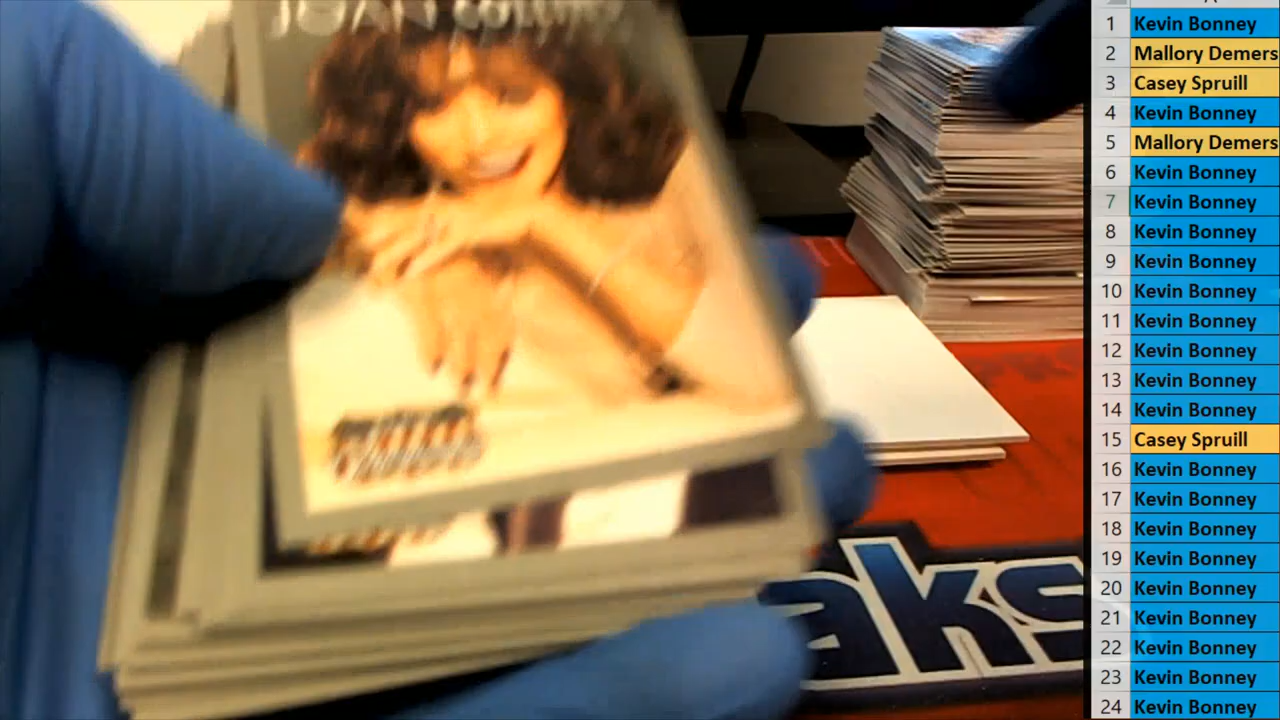 JOAN COLLINS
aks
1 Kevin Bonney
2 Mallory Demers
3 Casey Spruill
4 Kevin Bonney
5 Mallory Demers
6 Kevin Bonney
7 Kevin Bonney
8 Kevin Bonney
9 Kevin Bonney
10 Kevin Bonney
11 Kevin Bonney
12 Kevin Bonney
13 Kevin Bonney
14 Kevin Bonney
15 Casey Spruill
16 Kevin Bonney
17 Kevin Bonney
18 Kevin Bonney
19 Kevin Bonney
20 Kevin Bonney
21 Kevin Bonney
22 Kevin Bonney
23 Kevin Bonney
24 Kevin Bonney